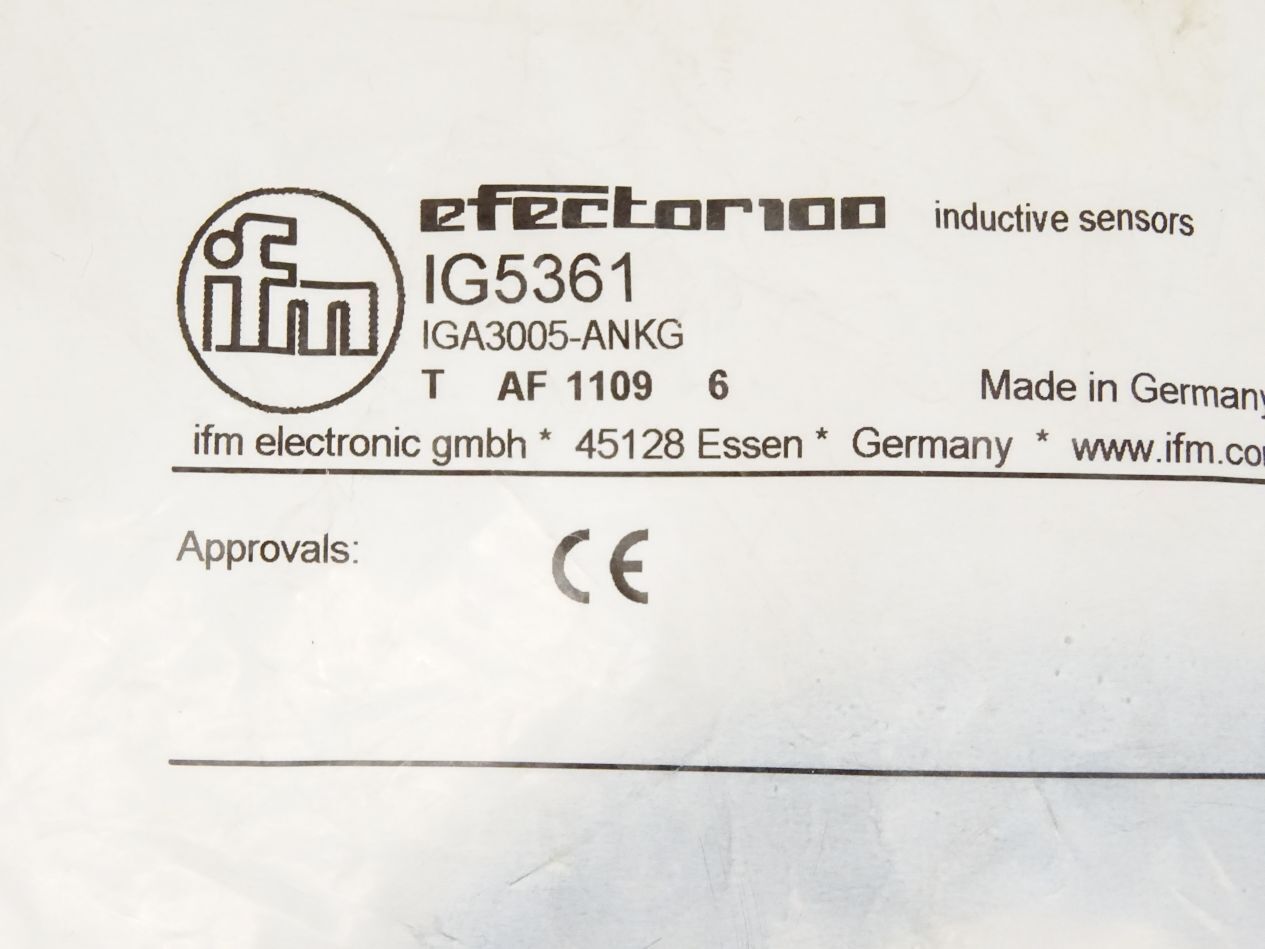 ifm
efector100 inductive sensors
IG5361
IGA3005-ANKG
T AF 1109 6 Made in Germany
ifm electronic gmbh * 45128 Essen * Germany * www.ifm.com
Approvals: CE